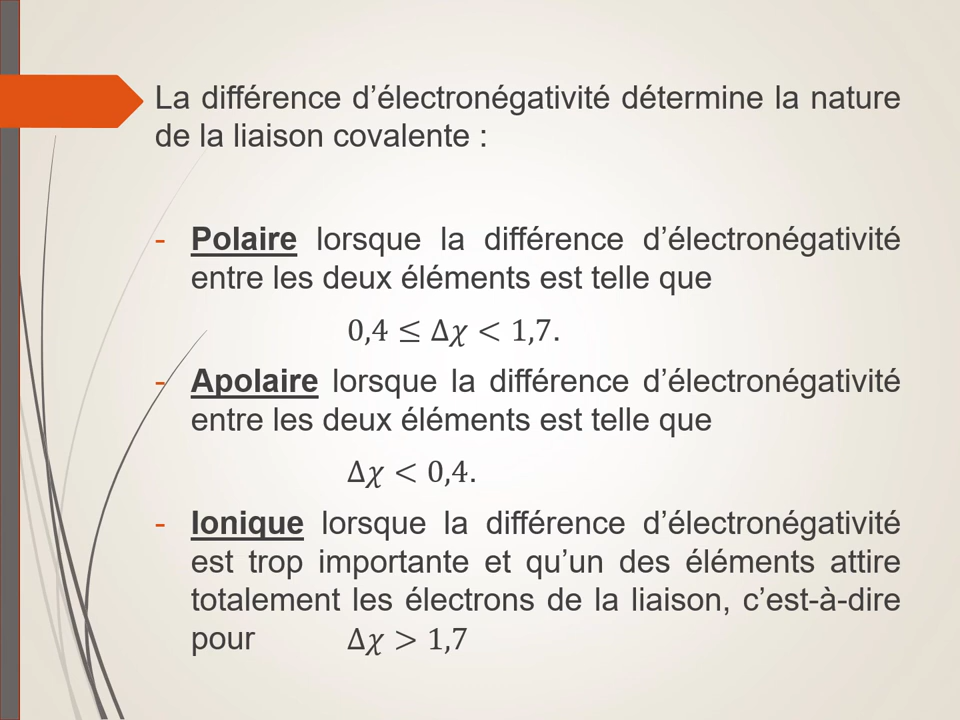 La différence d’électronégativité détermine la nature
de la liaison covalente :
- Polaire lorsque la différence d’électronégativité
entre les deux éléments est telle que
0,4 ≤ Δχ < 1,7.
- Apolaire lorsque la différence d’électronégativité
entre les deux éléments est telle que
Δχ < 0,4.
- Ionique lorsque la différence d’électronégativité
est trop importante et qu’un des éléments attire
totalement les électrons de la liaison, c’est-à-dire
pour Δχ > 1,7